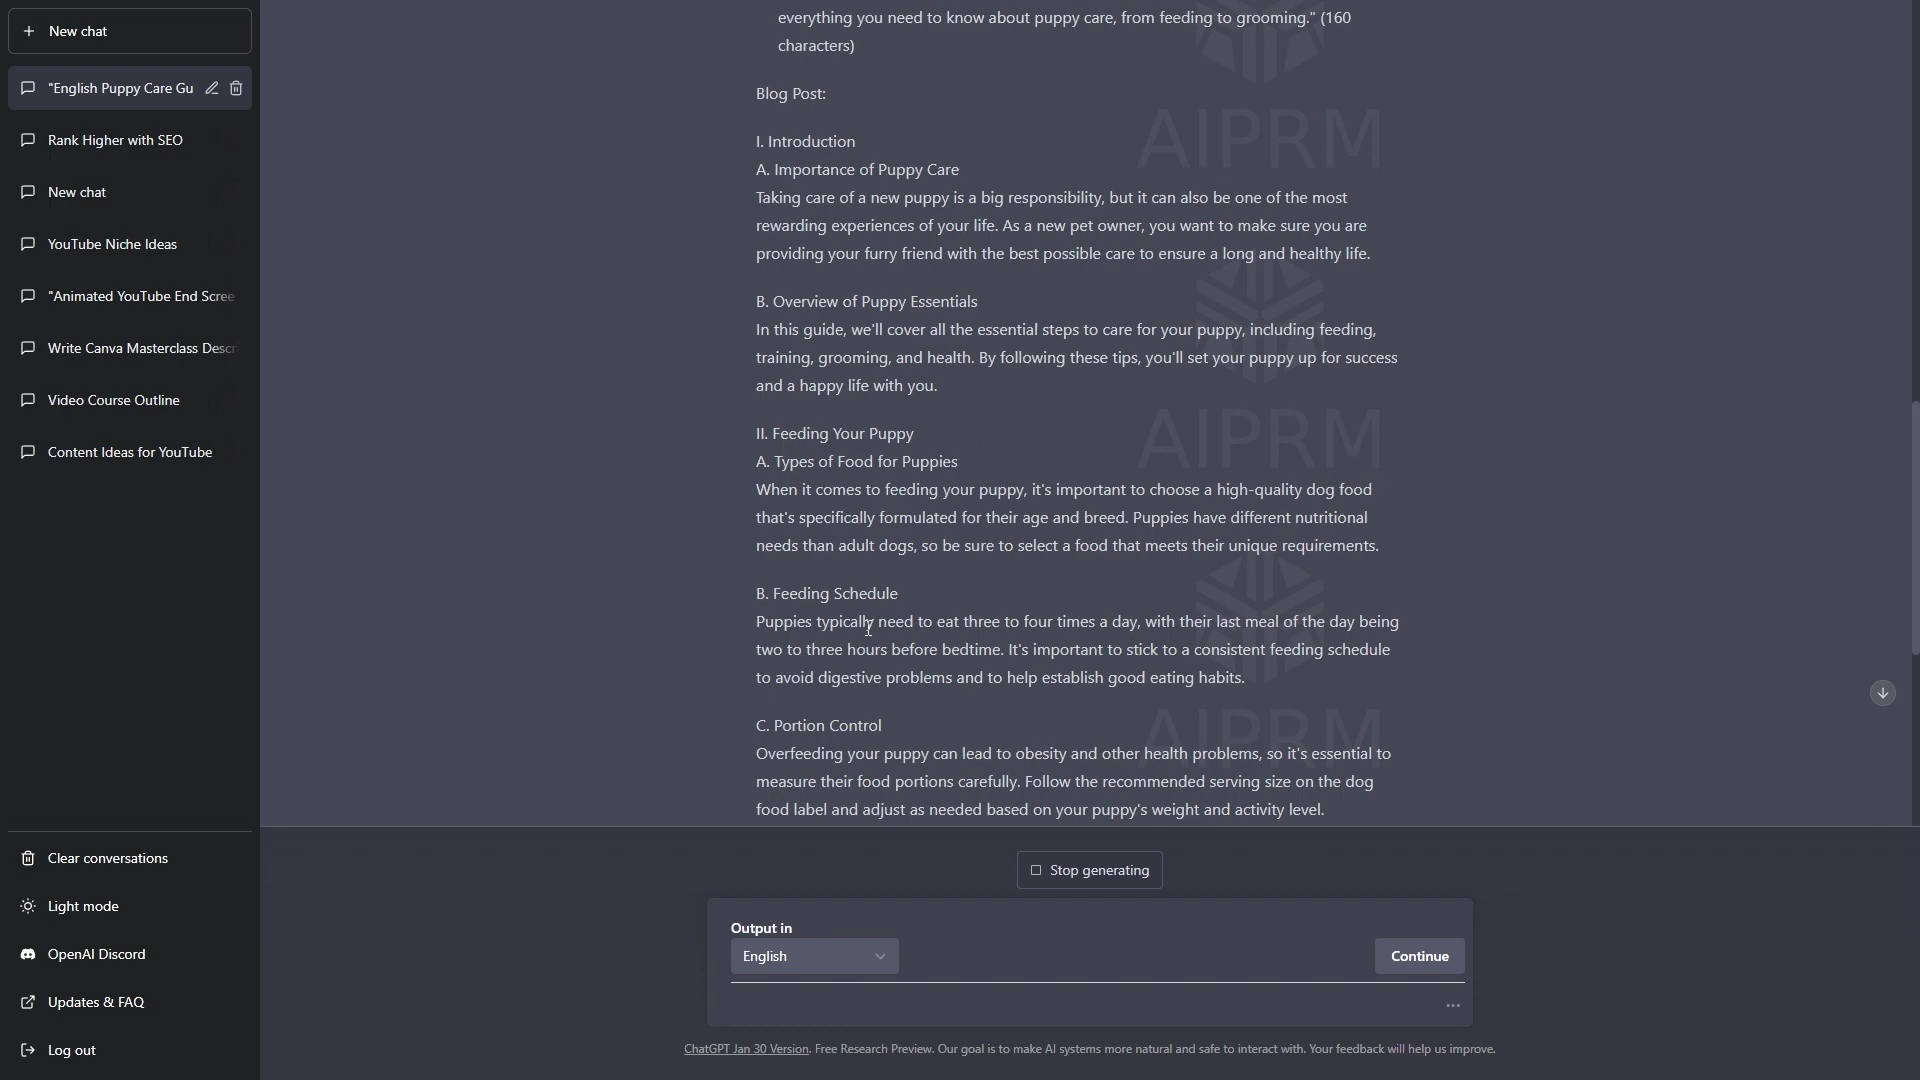 New chat
"English Puppy Care Gu
Rank Higher with SEO
New chat
YouTube Niche Ideas
"Animated YouTube End Scree
Write Canva Masterclass Descr
Video Course Outline
Content Ideas for YouTube
Clear conversations
Light mode
OpenAI Discord
Updates & FAQ
Log out
everything you need to know about puppy care, from feeding to grooming." (160
characters)
Blog Post:
I. Introduction
A. Importance of Puppy Care
Taking care of a new puppy is a big responsibility, but it can also be one of the most
rewarding experiences of your life. As a new pet owner, you want to make sure you are
providing your furry friend with the best possible care to ensure a long and healthy life.
B. Overview of Puppy Essentials
In this guide, we'll cover all the essential steps to care for your puppy, including feeding,
training, grooming, and health. By following these tips, you'll set your puppy up for success
and a happy life with you.
II. Feeding Your Puppy
A. Types of Food for Puppies
When it comes to feeding your puppy, it's important to choose a high-quality dog food
that's specifically formulated for their age and breed. Puppies have different nutritional
needs than adult dogs, so be sure to select a food that meets their unique requirements.
B. Feeding Schedule
Puppies typically need to eat three to four times a day, with their last meal of the day being
two to three hours before bedtime. It's important to stick to a consistent feeding schedule
to avoid digestive problems and to help establish good eating habits.
C. Portion Control
Overfeeding your puppy can lead to obesity and other health problems, so it's essential to
measure their food portions carefully. Follow the recommended serving size on the dog
food label and adjust as needed based on your puppy's weight and activity level.
AIPRM
AIPRM
AIPRM
Stop generating
Output in
English
Continue
ChatGPT Jan 30 Version. Free Research Preview. Our goal is to make AI systems more natural and safe to interact with. Your feedback will help us improve.